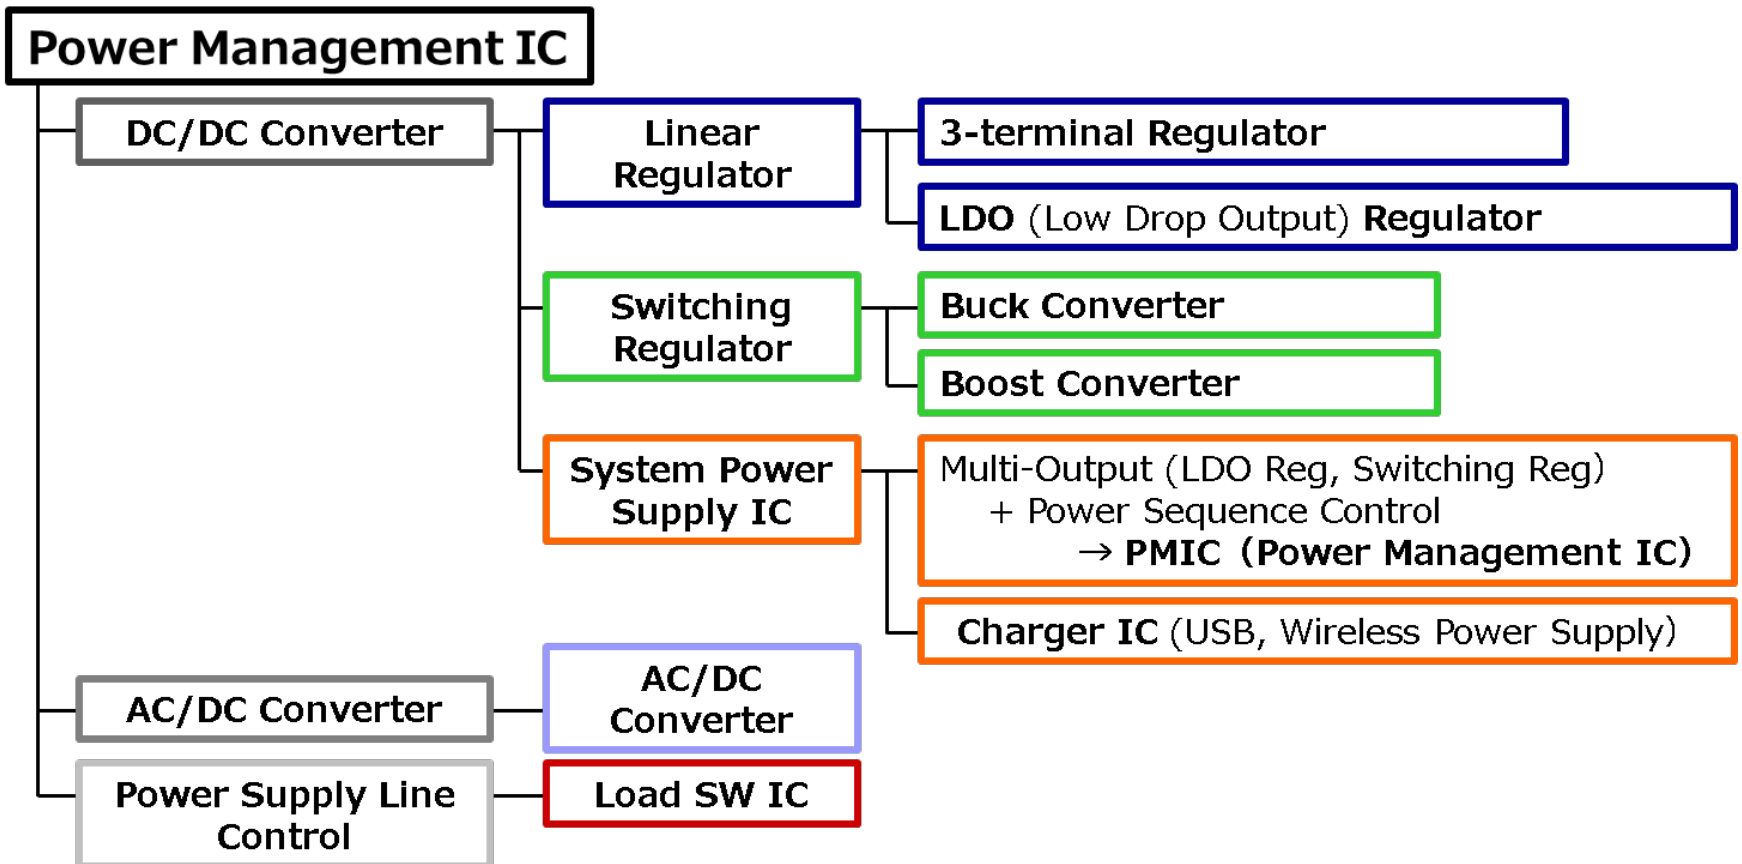 Power Management IC
DC/DC Converter
Linear
Regulator
3-terminal Regulator
LDO (Low Drop Output) Regulator
Switching
Regulator
Buck Converter
Boost Converter
System Power
Supply IC
Multi-Output (LDO Reg, Switching Reg)
+ Power Sequence Control
→ PMIC (Power Management IC)
Charger IC (USB, Wireless Power Supply)
AC/DC Converter
AC/DC
Converter
Power Supply Line
Control
Load SW IC